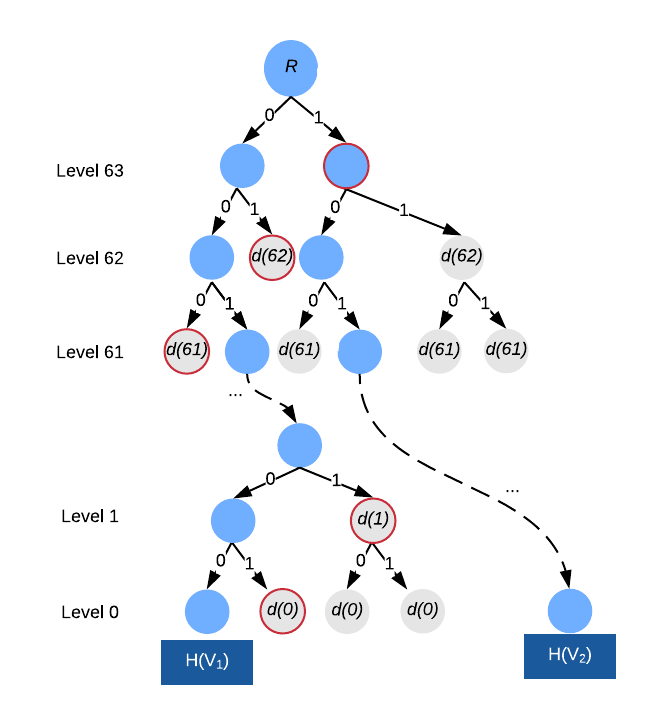 R
0 1
Level 63
0 1 0 1
Level 62 d(62) d(62)
0 1 0 1 0 1
Level 61 d(61) d(61) d(61) d(61)
...
...
0 1
Level 1 d(1)
0 1 0 1
Level 0 d(0) d(0) d(0)
H(V₁) H(V₂)